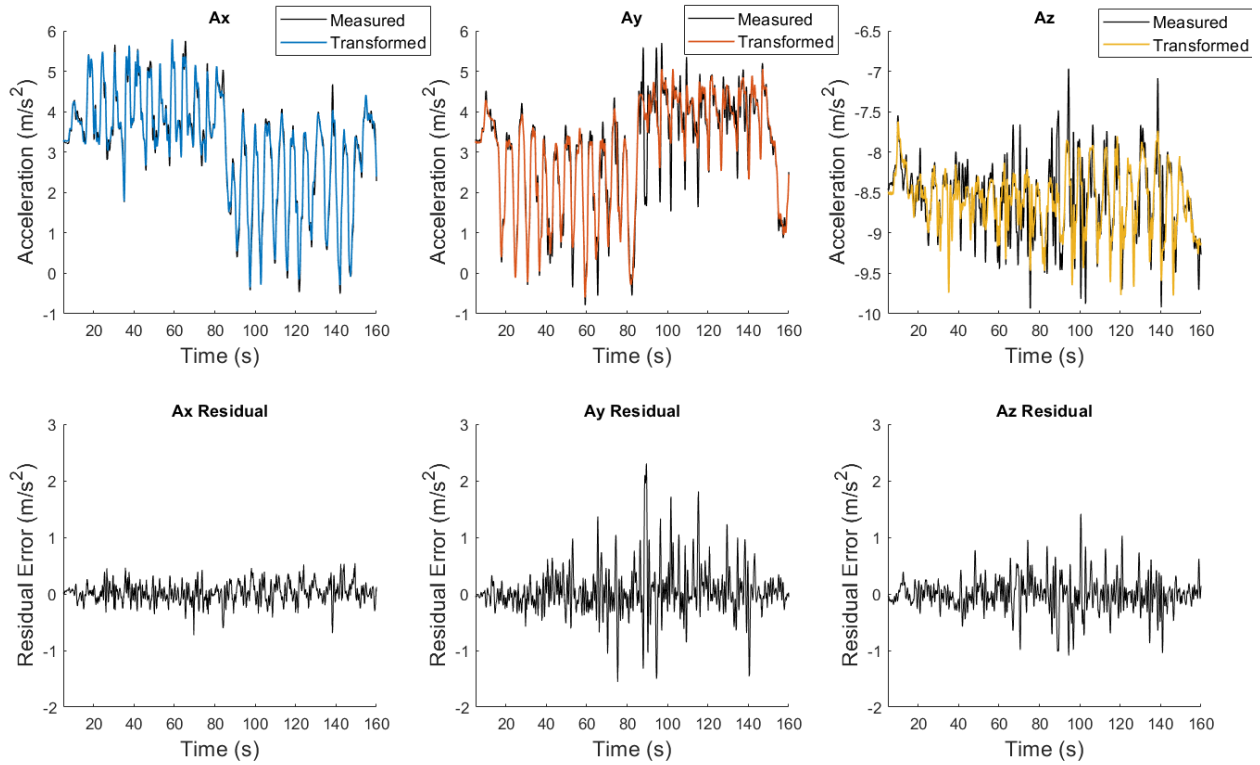 Ax
Measured
Transformed
Acceleration (m/s²)
6
5
4
3
2
1
0
-1
20 40 60 80 100 120 140 160
Time (s)
Ay
Measured
Transformed
Acceleration (m/s²)
6
5
4
3
2
1
0
-1
20 40 60 80 100 120 140 160
Time (s)
Az
Measured
Transformed
Acceleration (m/s²)
-6.5
-7
-7.5
-8
-8.5
-9
-9.5
-10
20 40 60 80 100 120 140 160
Time (s)
Ax Residual
Residual Error (m/s²)
3
2
1
0
-1
-2
20 40 60 80 100 120 140 160
Time (s)
Ay Residual
Residual Error (m/s²)
3
2
1
0
-1
-2
20 40 60 80 100 120 140 160
Time (s)
Az Residual
Residual Error (m/s²)
3
2
1
0
-1
-2
20 40 60 80 100 120 140 160
Time (s)